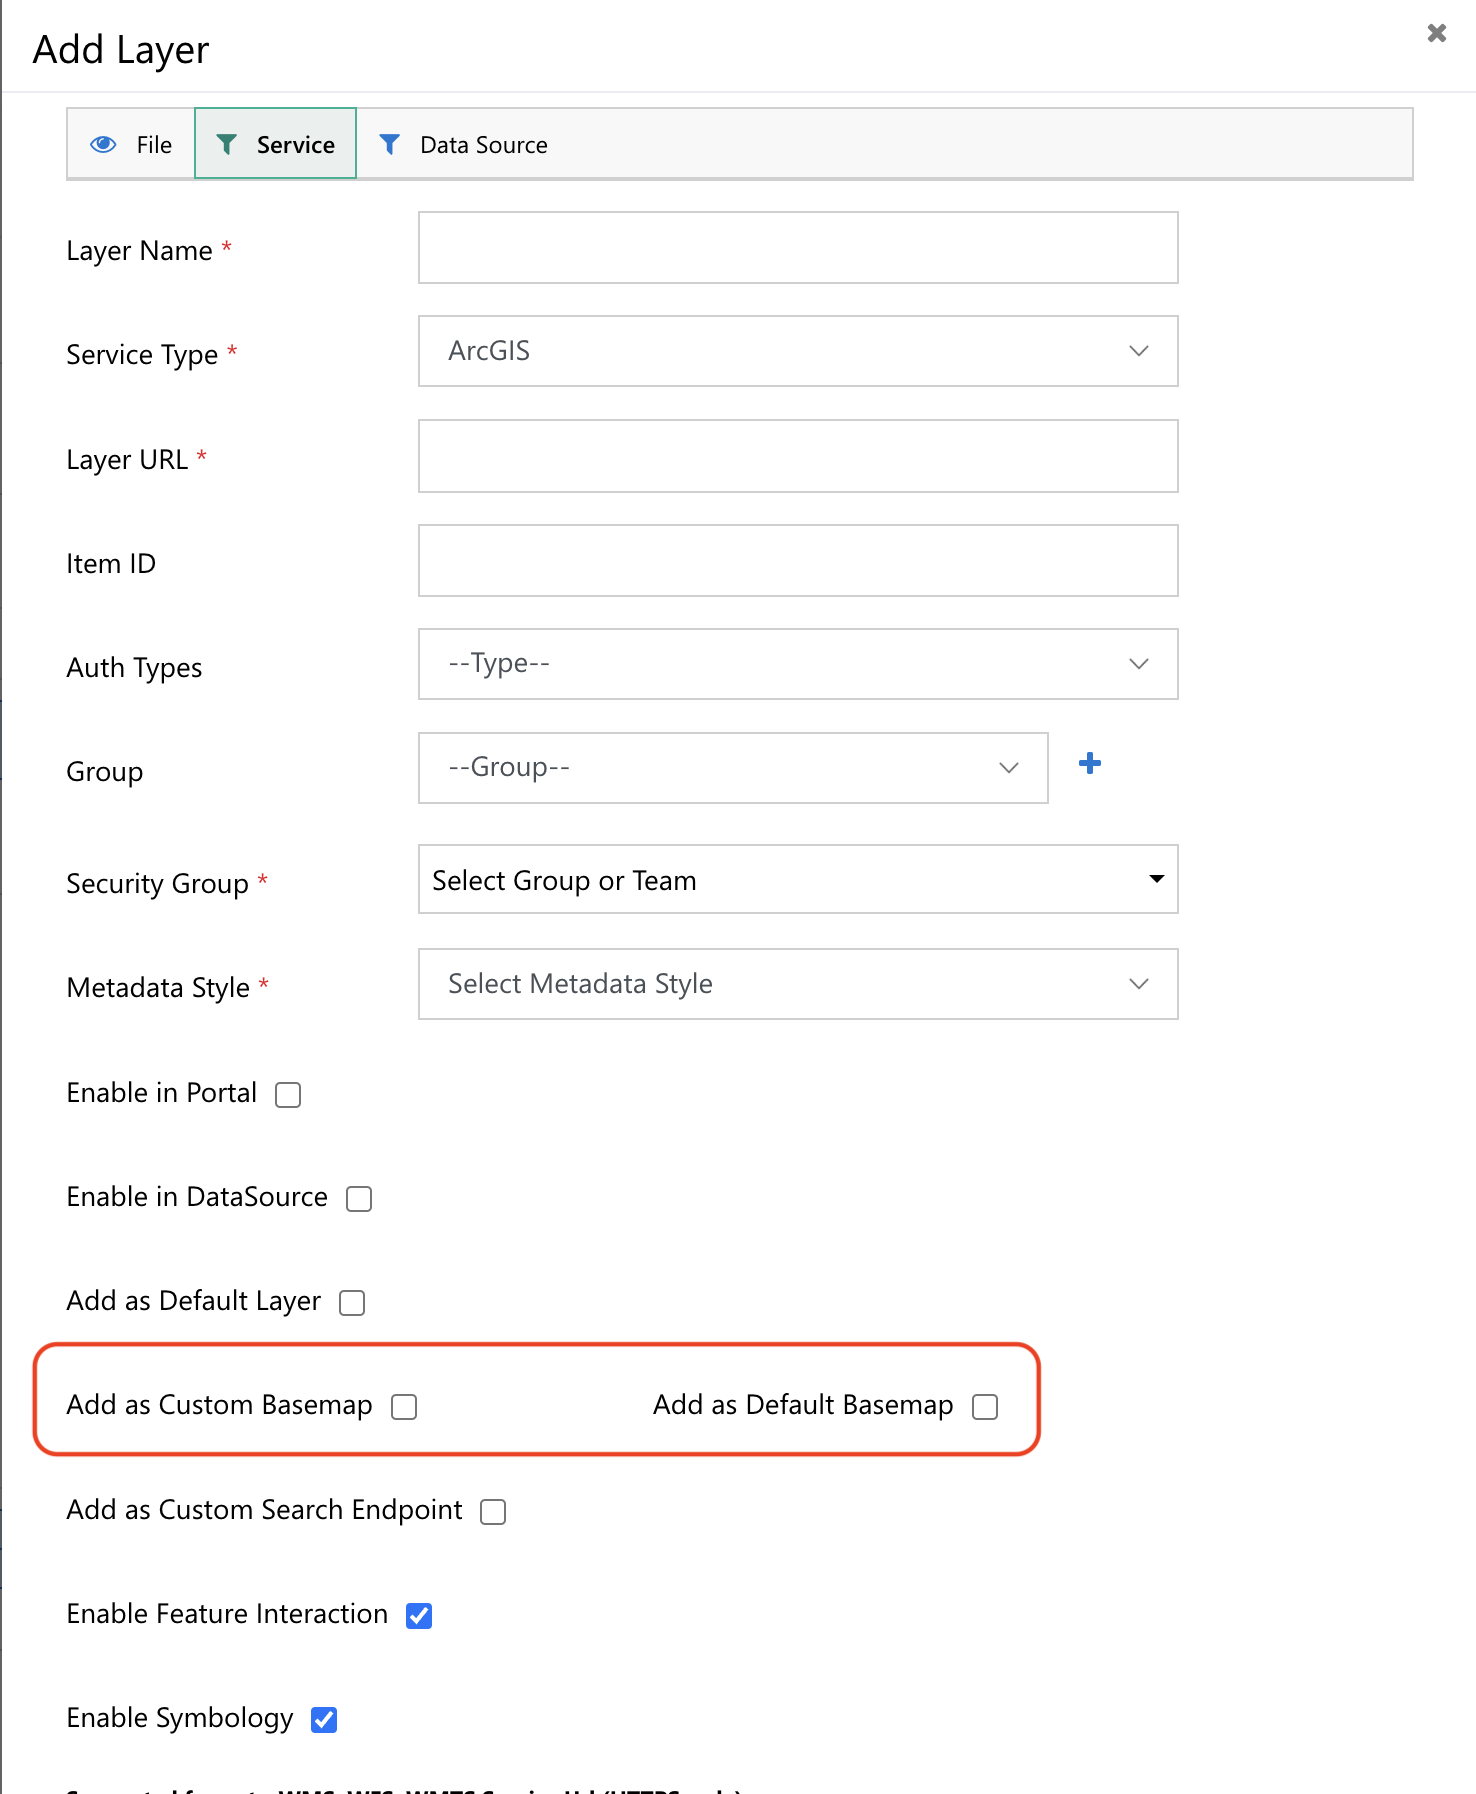 Add Layer
File Service Data Source
Layer Name *
Service Type * ArcGIS
Layer URL *
Item ID
Auth Types --Type--
Group --Group--
Security Group * Select Group or Team
Metadata Style * Select Metadata Style
Enable in Portal
Enable in DataSource
Add as Default Layer
Add as Custom Basemap Add as Default Basemap
Add as Custom Search Endpoint
Enable Feature Interaction
Enable Symbology